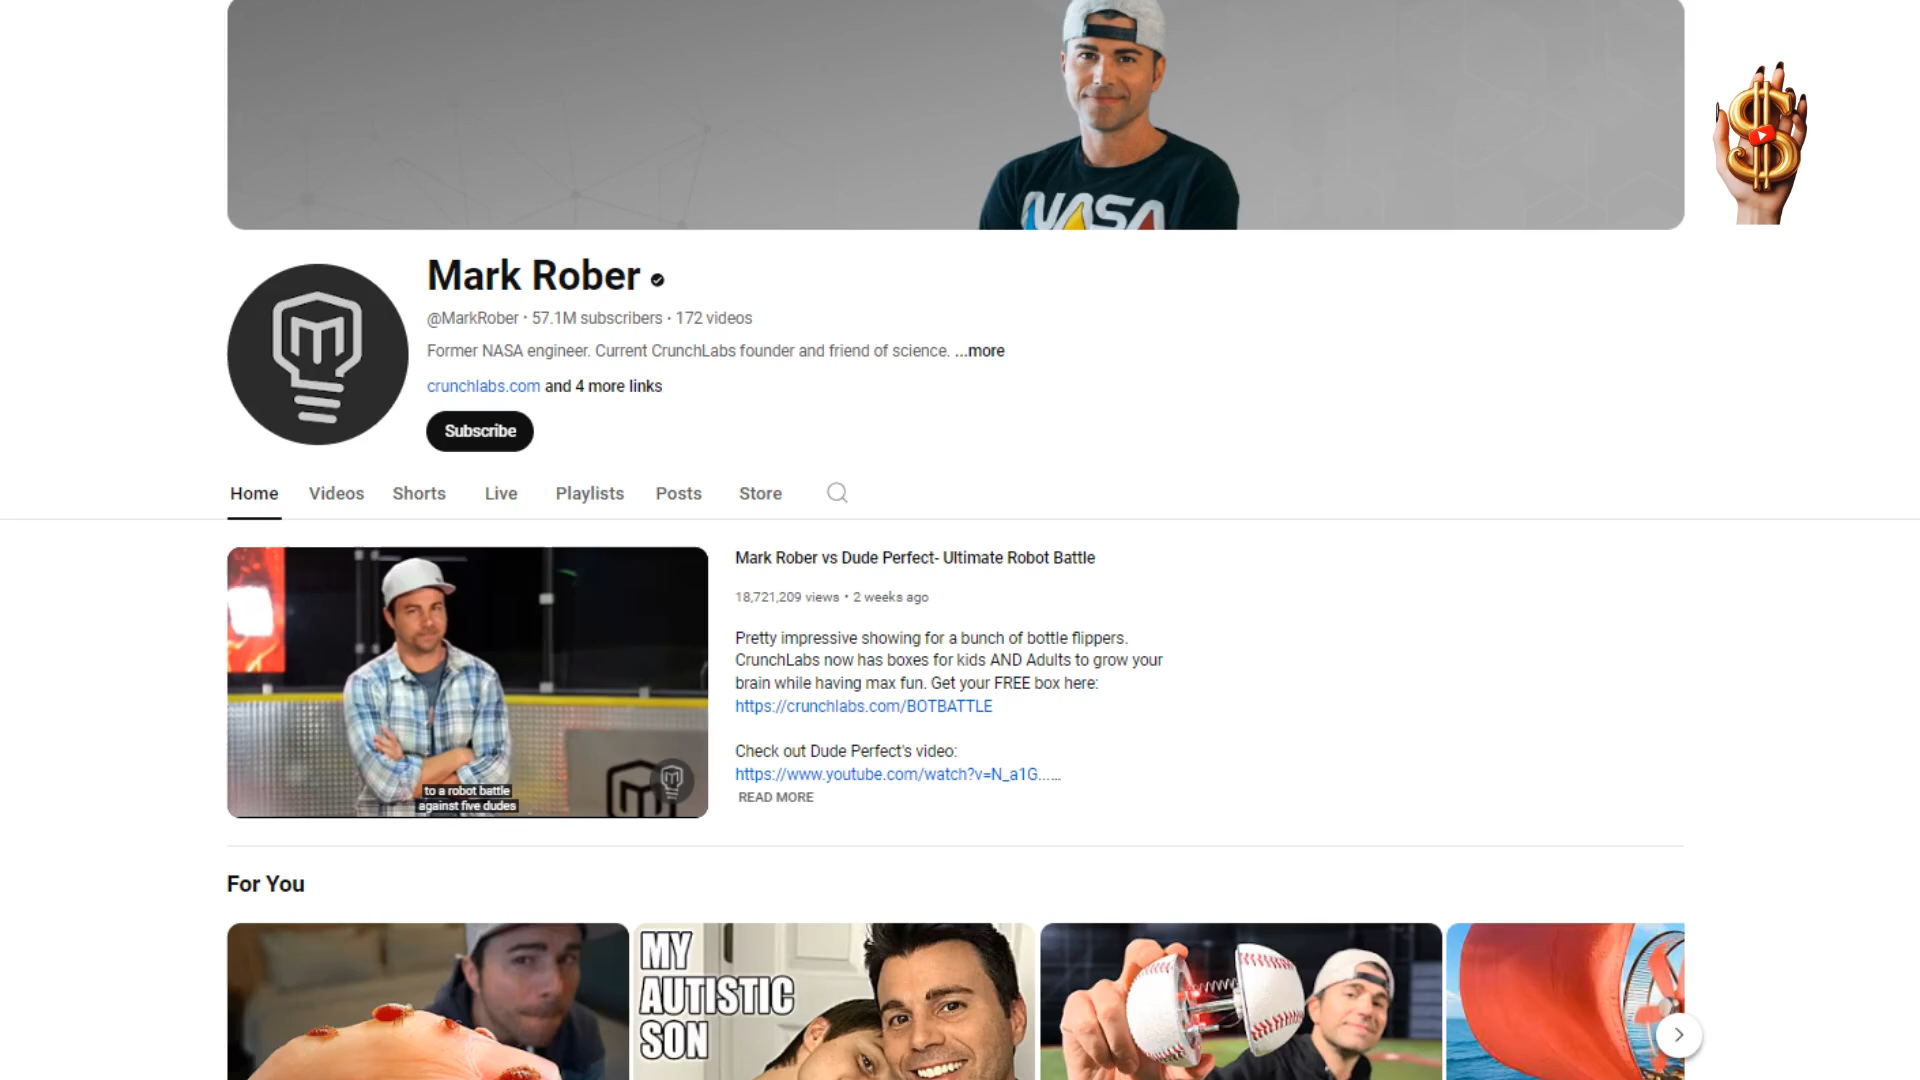 NASA
Mark Rober
@MarkRober • 57.1M subscribers • 172 videos
Former NASA engineer. Current CrunchLabs founder and friend of science. ...more
crunchlabs.com and 4 more links
Subscribe
Home Videos Shorts Live Playlists Posts Store
Mark Rober vs Dude Perfect- Ultimate Robot Battle
18,721,209 views • 2 weeks ago
Pretty impressive showing for a bunch of bottle flippers.
CrunchLabs now has boxes for kids AND Adults to grow your
brain while having max fun. Get your FREE box here:
https://crunchlabs.com/BOTBATTLE
Check out Dude Perfect's video:
https://www.youtube.com/watch?v=N_a1G......
READ MORE
to a robot battle
against five dudes
For You
MY
AUTISTIC
SON